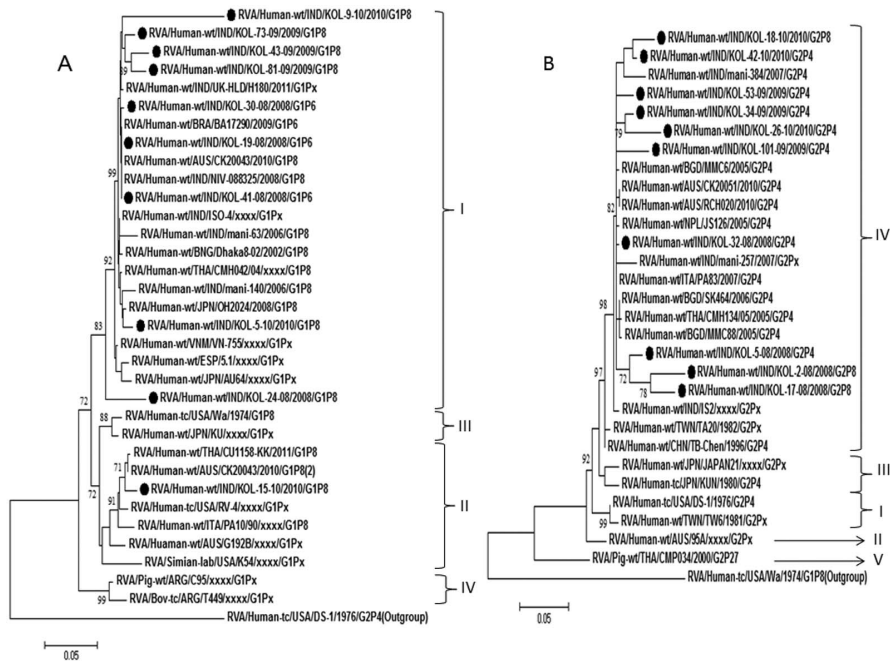 A
RVA/Human-wt/IND/KOL-9-10/2010/G1P8
RVA/Human-wt/IND/KOL-73-09/2009/G1P8
RVA/Human-wt/IND/KOL-43-09/2009/G1P8
RVA/Human-wt/IND/KOL-81-09/2009/G1P8
89
RVA/Human-wt/IND/UK-HLD/H180/2011/G1Px
RVA/Human-wt/IND/KOL-30-08/2008/G1P6
RVA/Human-wt/BRA/BA17290/2009/G1P6
RVA/Human-wt/IND/KOL-19-08/2008/G1P6
RVA/Human-wt/AUS/CK20043/2010/G1P8
99
RVA/Human-wt/IND/NIV-088325/2008/G1P8
RVA/Human-wt/IND/KOL-41-08/2008/G1P6
I
RVA/Human-wt/IND/ISO-4/xxxx/G1Px
RVA/Human-wt/IND/mani-63/2006/G1P8
RVA/Human-wt/BNG/Dhaka8-02/2002/G1P8
92
RVA/Human-wt/THA/CMH042/04/xxxx/G1P8
RVA/Human-wt/IND/mani-140/2006/G1P8
RVA/Human-wt/JPN/OH2024/2008/G1P8
RVA/Human-wt/IND/KOL-5-10/2010/G1P8
83
RVA/Human-wt/VNM/VN-755/xxxx/G1Px
RVA/Human-wt/ESP/5.1/xxxx/G1Px
RVA/Human-wt/JPN/AU64/xxxx/G1Px
RVA/Human-wt/IND/KOL-24-08/2008/G1P8
72
RVA/Human-tc/USA/Wa/1974/G1P8
88
RVA/Human-wt/JPN/KU/xxxx/G1Px
III
RVA/Human-wt/THA/CU1158-KK/2011/G1P8
71
RVA/Human-wt/AUS/CK20043/2010/G1P8(2)
RVA/Human-wt/IND/KOL-15-10/2010/G1P8
72
91
RVA/Human-tc/USA/RV-4/xxxx/G1Px
II
RVA/Human-wt/ITA/PA10/90/xxxx/G1P8
RVA/Huaman-wt/AUS/G192B/xxxx/G1Px
RVA/Simian-lab/USA/K54/xxxx/G1Px
RVA/Pig-wt/ARG/C95/xxxx/G1Px
99
RVA/Bov-tc/ARG/T449/xxxx/G1Px
IV
RVA/Human-tc/USA/DS-1/1976/G2P4(Outgroup)
0.05
B
RVA/Human-wt/IND/KOL-18-10/2010/G2P8
RVA/Human-wt/IND/KOL-42-10/2010/G2P4
RVA/Human-wt/IND/mani-384/2007/G2P4
RVA/Human-wt/IND/KOL-53-09/2009/G2P4
RVA/Human-wt/IND/KOL-34-09/2009/G2P4
79
RVA/Human-wt/IND/KOL-26-10/2010/G2P4
RVA/Human-wt/IND/KOL-101-09/2009/G2P4
RVA/Human-wt/BGD/MMC6/2005/G2P4
RVA/Human-wt/AUS/CK20051/2010/G2P4
82
RVA/Human-wt/AUS/RCH020/2010/G2P4
RVA/Human-wt/NPL/JS126/2005/G2P4
IV
RVA/Human-wt/IND/KOL-32-08/2008/G2P4
RVA/Human-wt/IND/mani-257/2007/G2Px
RVA/Human-wt/ITA/PA83/2007/G2P4
RVA/Human-wt/BGD/SK464/2006/G2P4
98
RVA/Human-wt/THA/CMH134/05/2005/G2P4
RVA/Human-wt/BGD/MMC88/2005/G2P4
RVA/Human-wt/IND/KOL-5-08/2008/G2P4
97
72
RVA/Human-wt/IND/KOL-2-08/2008/G2P8
78
RVA/Human-wt/IND/KOL-17-08/2008/G2P8
RVA/Human-wt/IND/IS2/xxxx/G2Px
RVA/Human-wt/TWN/TA20/1982/G2Px
RVA/Human-wt/CHN/TB-Chen/1996/G2P4
92
RVA/Human-wt/JPN/JAPAN21/xxxx/G2Px
III
RVA/Human-tc/JPN/KUN/1980/G2P4
RVA/Human-tc/USA/DS-1/1976/G2P4
99
RVA/Human-wt/TWN/TW6/1981/G2Px
I
RVA/Human-wt/AUS/95A/xxxx/G2Px
II
RVA/Pig-wt/THA/CMP034/2000/G2P27
V
RVA/Human-tc/USA/Wa/1974/G1P8(Outgroup)
0.05